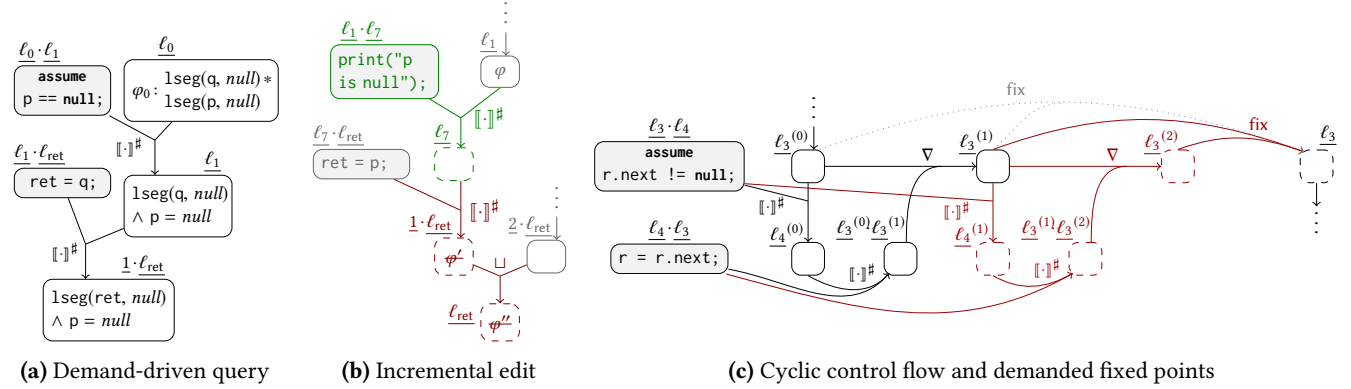 ℓ₀·ℓ₁
assume
p == null;
ℓ₀
φ₀: lseg(q, null) *
lseg(p, null)
⟦·⟧♯
ℓ₁·ℓret
ret = q;
ℓ₁
lseg(q, null)
∧ p = null
⟦·⟧♯
1·ℓret
lseg(ret, null)
∧ p = null
(a) Demand-driven query
ℓ₁·ℓ₇
print("p
is null");
ℓ₁
φ
⟦·⟧♯
ℓ₇
ℓ₇·ℓret
ret = p;
⟦·⟧♯
1·ℓret
φ′
2·ℓret
⊔
ℓret
φ″
(b) Incremental edit
fix
ℓ₃·ℓ₄
assume
r.next != null;
ℓ₃⁽⁰⁾
∇
ℓ₃⁽¹⁾
∇
ℓ₃⁽²⁾
fix
ℓ₃
⟦·⟧♯
⟦·⟧♯
ℓ₄·ℓ₃
r = r.next;
ℓ₄⁽⁰⁾
ℓ₃⁽⁰⁾·ℓ₃⁽¹⁾
ℓ₄⁽¹⁾
ℓ₃⁽¹⁾·ℓ₃⁽²⁾
⟦·⟧♯
⟦·⟧♯
(c) Cyclic control flow and demanded fixed points